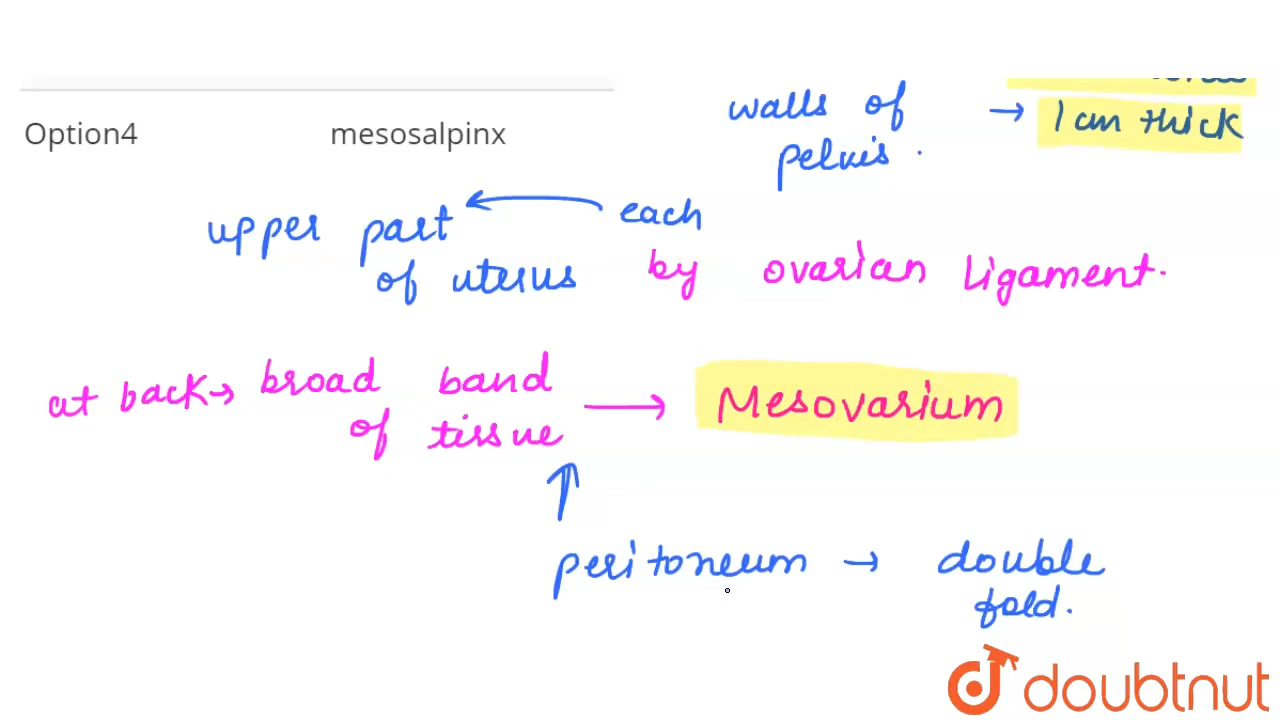 walls of → 1 cm thick
pelvis.
Option4 mesosalpinx
upper part ← each
of uterus by ovarian ligament.
at back → broad band
of tissue → Mesovarium
peritoneum → double
fold.
doubtnut